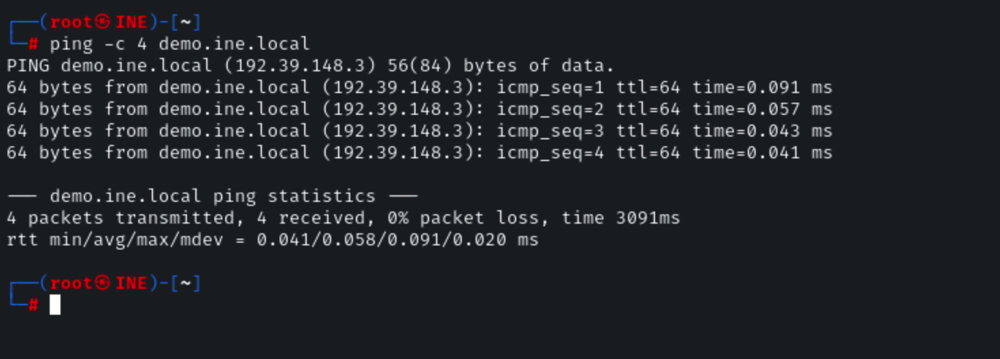 ┌──(root㉿INE)-[~]
└─# ping -c 4 demo.ine.local
PING demo.ine.local (192.39.148.3) 56(84) bytes of data.
64 bytes from demo.ine.local (192.39.148.3): icmp_seq=1 ttl=64 time=0.091 ms
64 bytes from demo.ine.local (192.39.148.3): icmp_seq=2 ttl=64 time=0.057 ms
64 bytes from demo.ine.local (192.39.148.3): icmp_seq=3 ttl=64 time=0.043 ms
64 bytes from demo.ine.local (192.39.148.3): icmp_seq=4 ttl=64 time=0.041 ms
--- demo.ine.local ping statistics ---
4 packets transmitted, 4 received, 0% packet loss, time 3091ms
rtt min/avg/max/mdev = 0.041/0.058/0.091/0.020 ms
┌──(root㉿INE)-[~]
└─#